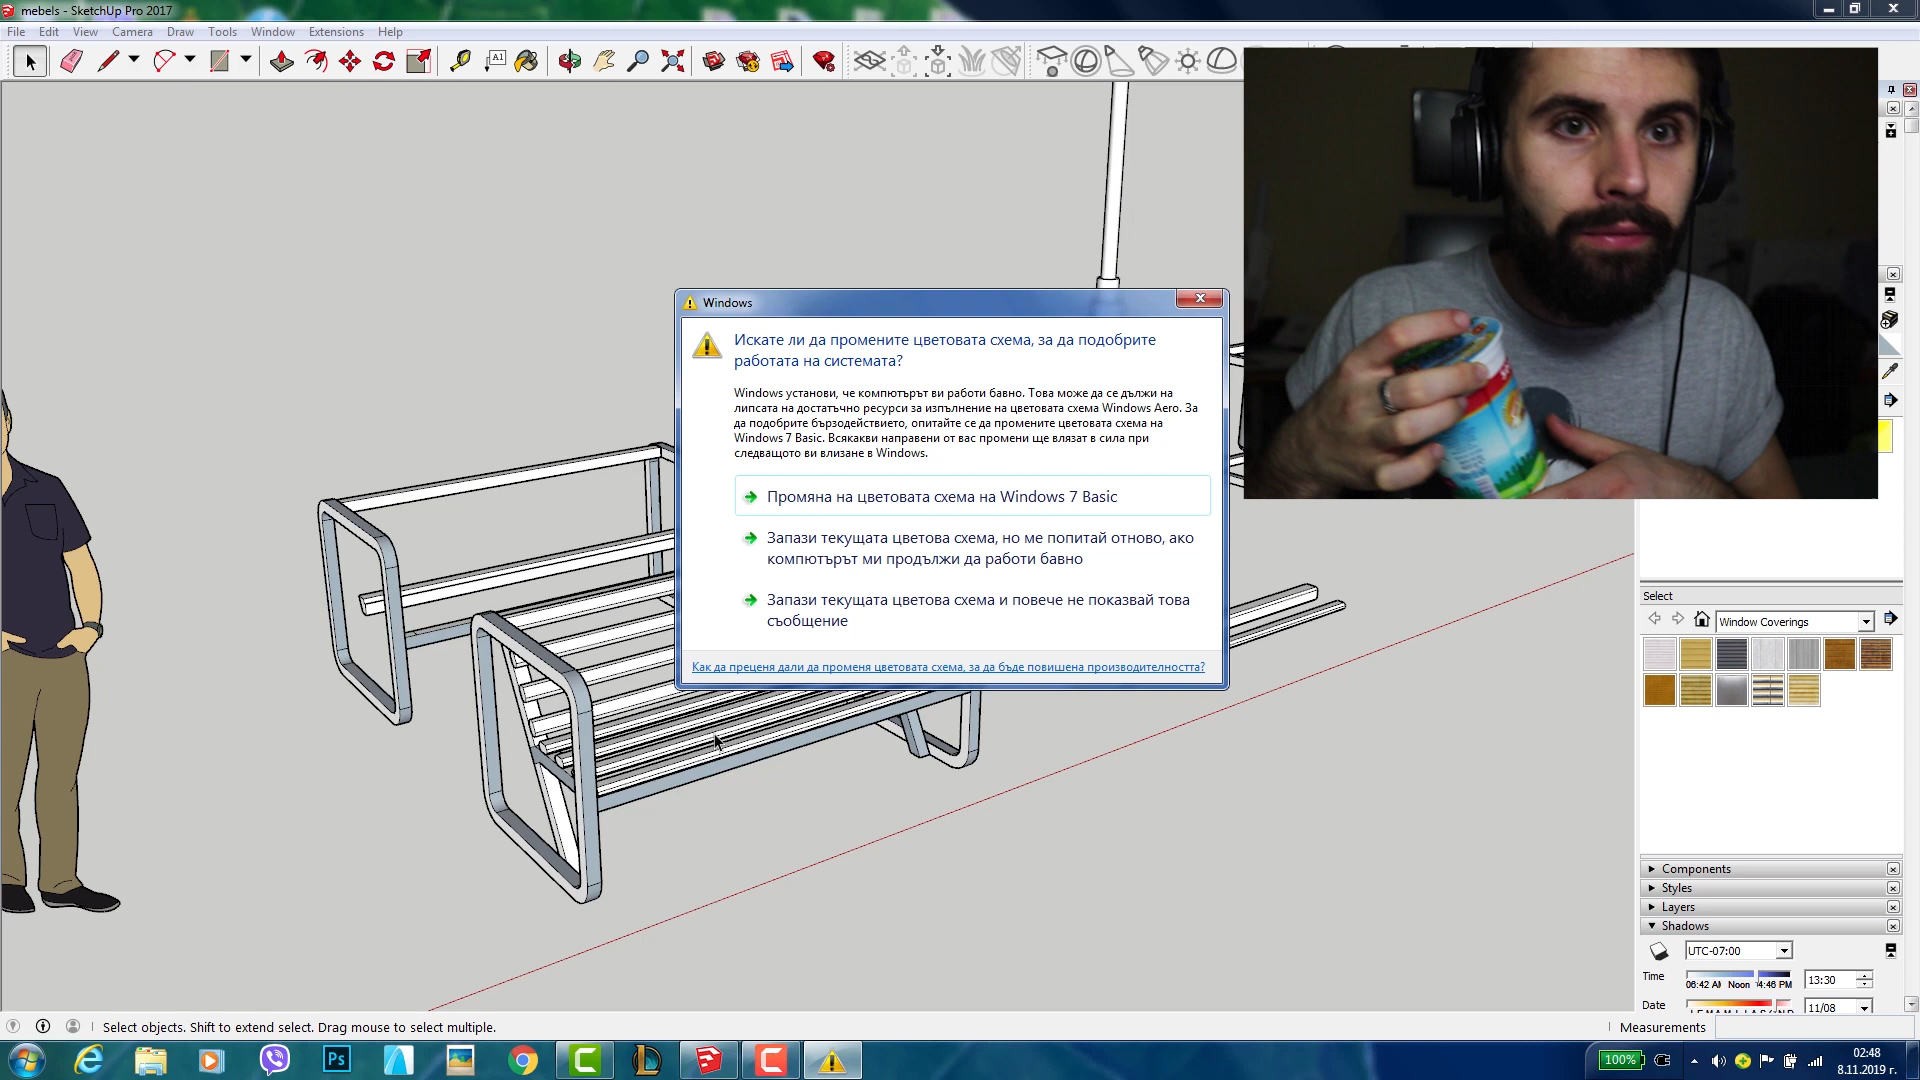 mebels - SketchUp Pro 2017
File Edit View Camera Draw Tools Window Extensions Help
A1
Windows
Искате ли да промените цветовата схема, за да подобрите
работата на системата?
Windows установи, че компютърът ви работи бавно. Това може да се дължи на
липсата на достатъчно ресурси за изпълнение на цветовата схема Windows Aero. За
да подобрите бързодействието, опитайте се да промените цветовата схема на
Windows 7 Basic. Всякакви направени от вас промени ще влязат в сила при
следващото ви влизане в Windows.
Промяна на цветовата схема на Windows 7 Basic
Запази текущата цветова схема, но ме попитай отново, ако
компютърът ми продължи да работи бавно
Запази текущата цветова схема и повече не показвай това
съобщение
Как да преценя дали да променя цветовата схема, за да бъде повишена производителността?
Select
Window Coverings
Components
Styles
Layers
Shadows
UTC-07:00
Time
06:42 AM Noon 4:46 PM
13:30
Date
11/08
Select objects. Shift to extend select. Drag mouse to select multiple.
Measurements
Ps
100%
02:48
8.11.2019 г.